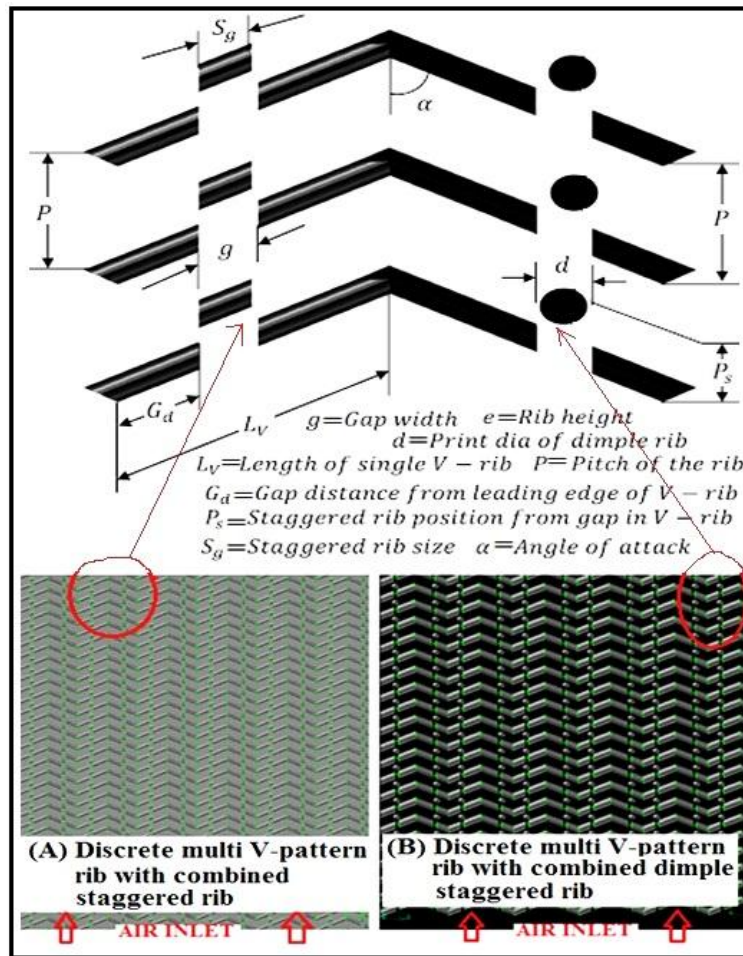 S_g
α
P
P
g
d
P_s
G_d
L_V
g=Gap width e=Rib height
d=Print dia of dimple rib
L_V=Length of single V − rib P=Pitch of the rib
G_d=Gap distance from leading edge of V − rib
P_s=Staggered rib position from gap in V − rib
S_g=Staggered rib size α=Angle of attack
(A) Discrete multi V-pattern
rib with combined
staggered rib
AIR INLET
(B) Discrete multi V-pattern
rib with combined dimple
staggered rib
AIR INLET